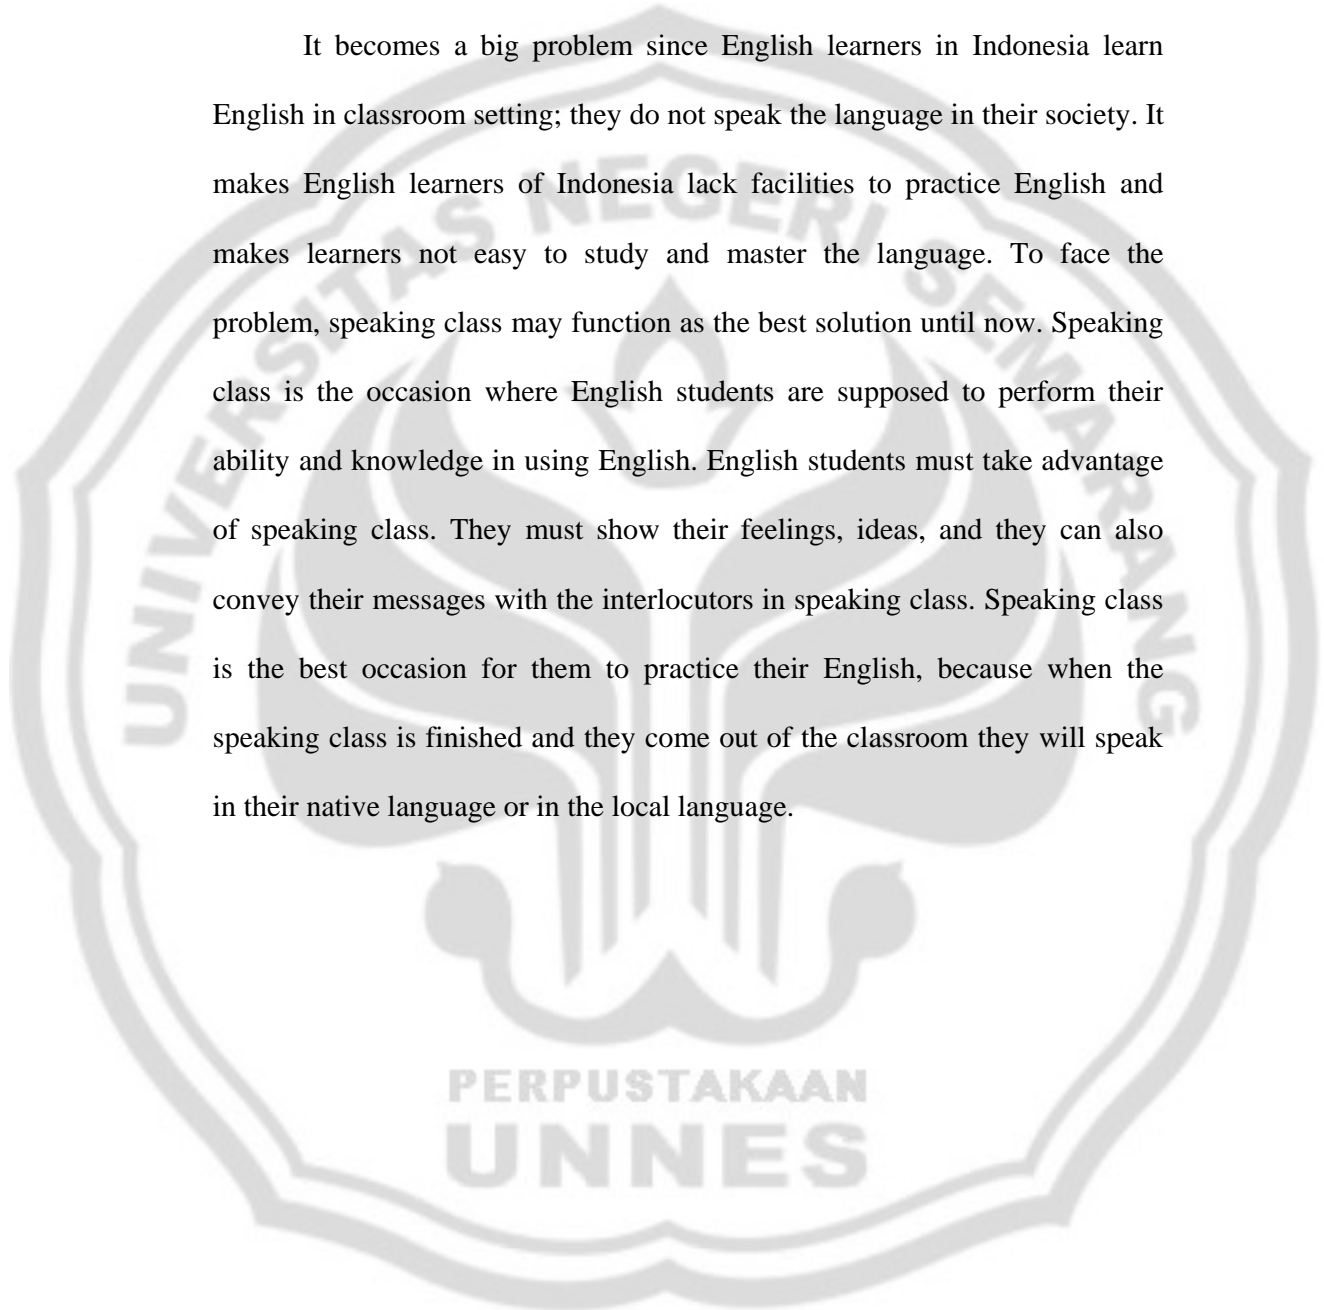 It becomes a big problem since English learners in Indonesia learn
English in classroom setting; they do not speak the language in their society. It
makes English learners of Indonesia lack facilities to practice English and
makes learners not easy to study and master the language. To face the
problem, speaking class may function as the best solution until now. Speaking
class is the occasion where English students are supposed to perform their
ability and knowledge in using English. English students must take advantage
of speaking class. They must show their feelings, ideas, and they can also
convey their messages with the interlocutors in speaking class. Speaking class
is the best occasion for them to practice their English, because when the
speaking class is finished and they come out of the classroom they will speak
in their native language or in the local language.
UNIVERSITAS NEGERI SEMARANG
PERPUSTAKAAN
UNNES